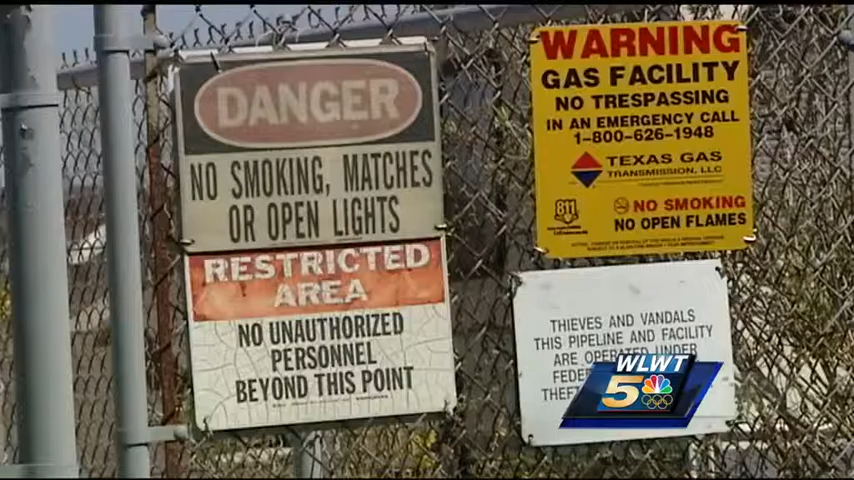 DANGER
NO SMOKING, MATCHES
OR OPEN LIGHTS
RESTRICTED
AREA
NO UNAUTHORIZED
PERSONNEL
BEYOND THIS POINT
WARNING
GAS FACILITY
NO TRESPASSING
IN AN EMERGENCY CALL
1-800-626-1948
TEXAS GAS
TRANSMISSION, LLC
811
NO SMOKING
NO OPEN FLAMES
THIEVES AND VANDALS
THIS PIPELINE AND FACILITY
ARE OPERATED UNDER
WLWT
5